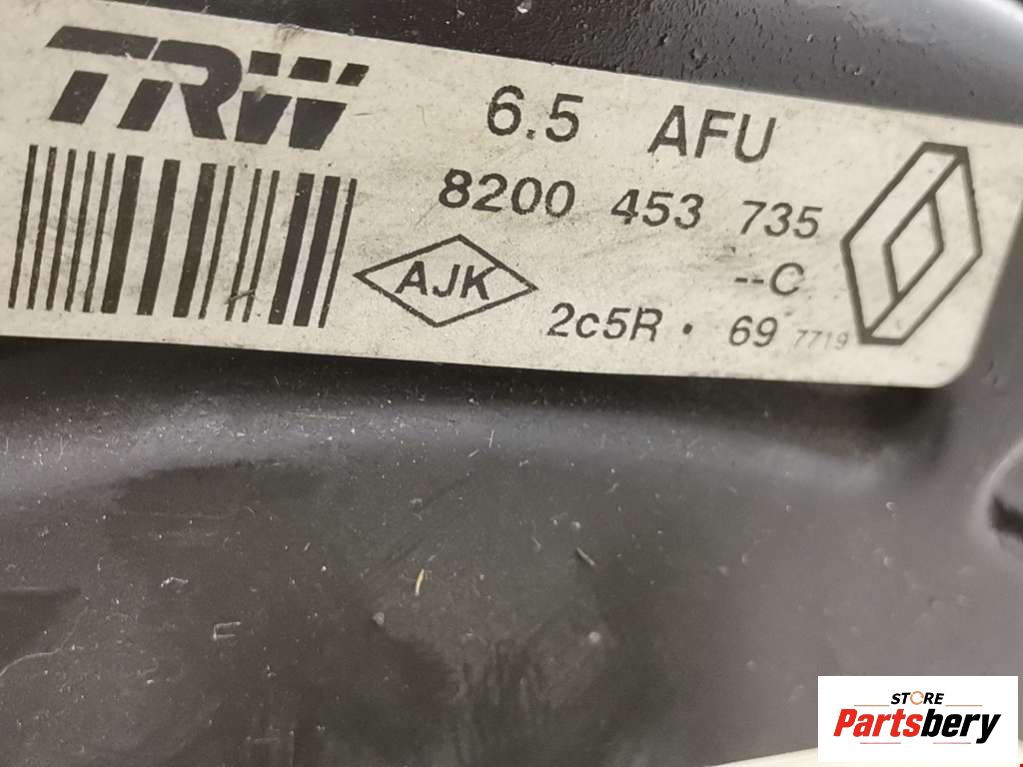 TRW 6.5 AFU
8200 453 735
--C
AJK
2c5R · 69 7719
STORE
Partsbery